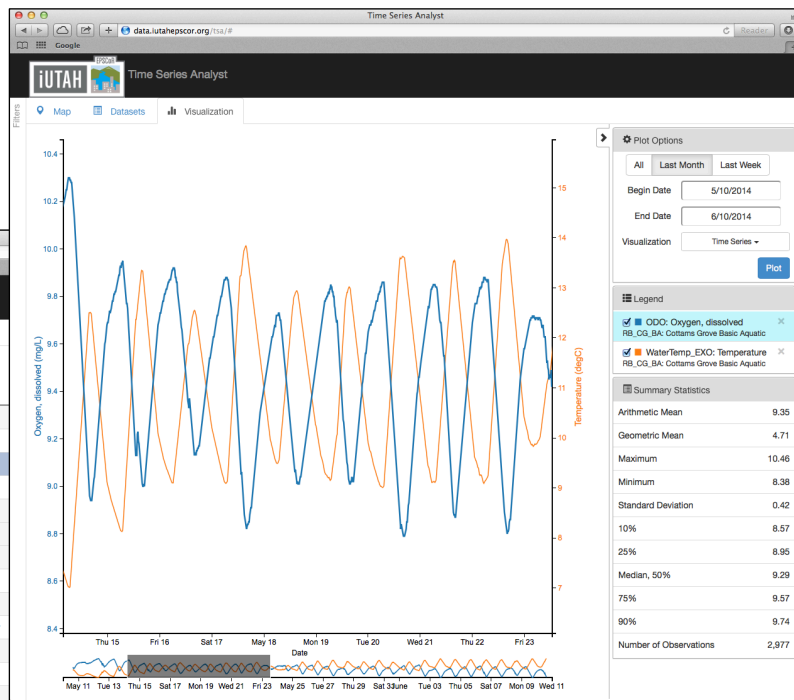 Time Series Analyst
data.iutahepscor.org/tsa/#
Reader
Google
iUTAH
EPSCoR
Time Series Analyst
Filters
Map
Datasets
Visualization
10.4
10.2
10.0
9.8
9.6
9.4
9.2
9.0
8.8
8.6
8.4
Oxygen, dissolved (mg/L)
15
14
13
12
11
10
9
8
7
Temperature (degC)
Thu 15
Fri 16
Sat 17
May 18
Mon 19
Tue 20
Wed 21
Thu 22
Fri 23
Date
May 11
Tue 13
Thu 15
Sat 17
Mon 19
Wed 21
Fri 23
May 25
Tue 27
Thu 29
Sat 31
June
Tue 03
Thu 05
Sat 07
Mon 09
Wed 11
Plot Options
All
Last Month
Last Week
Begin Date
5/10/2014
End Date
6/10/2014
Visualization
Time Series
Plot
Legend
ODO: Oxygen, dissolved
RB_CG_BA: Cottams Grove Basic Aquatic
WaterTemp_EXO: Temperature
RB_CG_BA: Cottams Grove Basic Aquatic
Summary Statistics
Arithmetic Mean 9.35
Geometric Mean 4.71
Maximum 10.46
Minimum 8.38
Standard Deviation 0.42
10% 8.57
25% 8.95
Median, 50% 9.29
75% 9.57
90% 9.74
Number of Observations 2,977